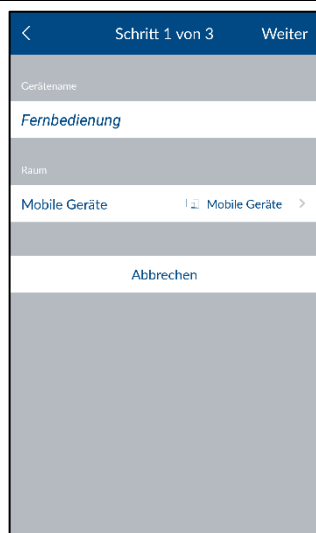 Schritt 1 von 3 Weiter
Gerätename
Fernbedienung
Raum
Mobile Geräte Mobile Geräte
Abbrechen